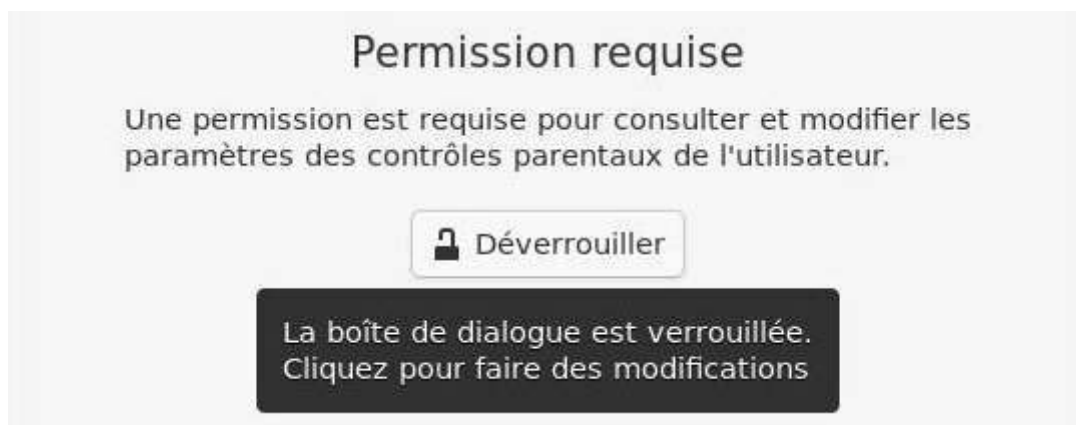 Permission requise
Une permission est requise pour consulter et modifier les
paramètres des contrôles parentaux de l'utilisateur.
Déverrouiller
La boîte de dialogue est verrouillée.
Cliquez pour faire des modifications